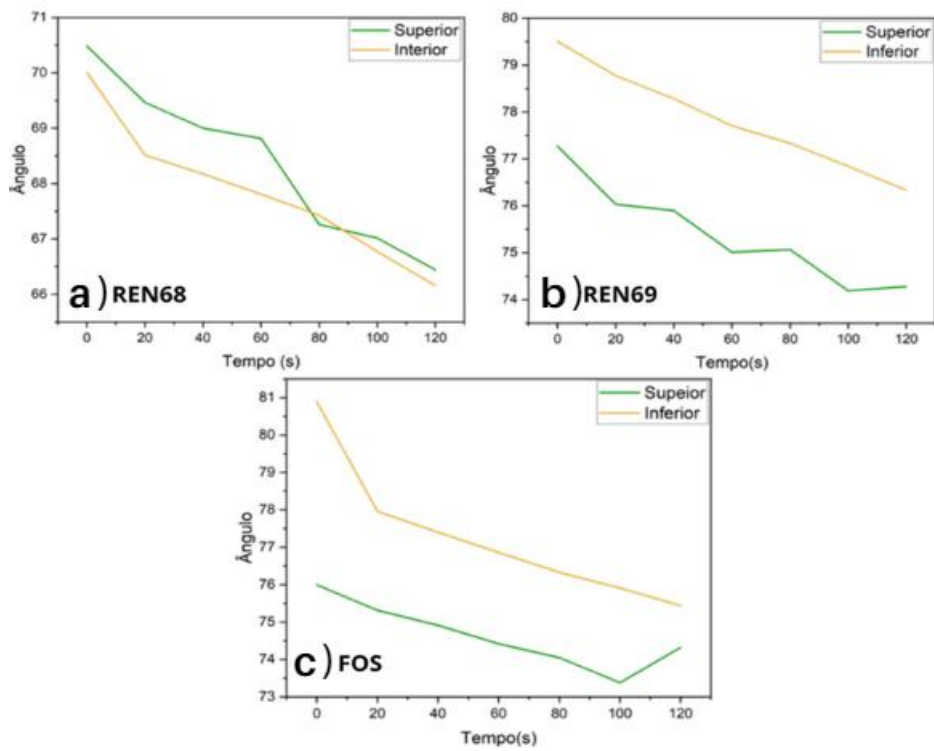 71
70
69
68
67
66
Ângulo
Superior
Interior
a) REN68
0 20 40 60 80 100 120
Tempo (s)
80
79
78
77
76
75
74
Ângulo
Superior
Inferior
b) REN69
0 20 40 60 80 100 120
Tempo(s)
81
80
79
78
77
76
75
74
73
Ângulo
Supeior
Inferior
c) FOS
0 20 40 60 80 100 120
Tempo(s)